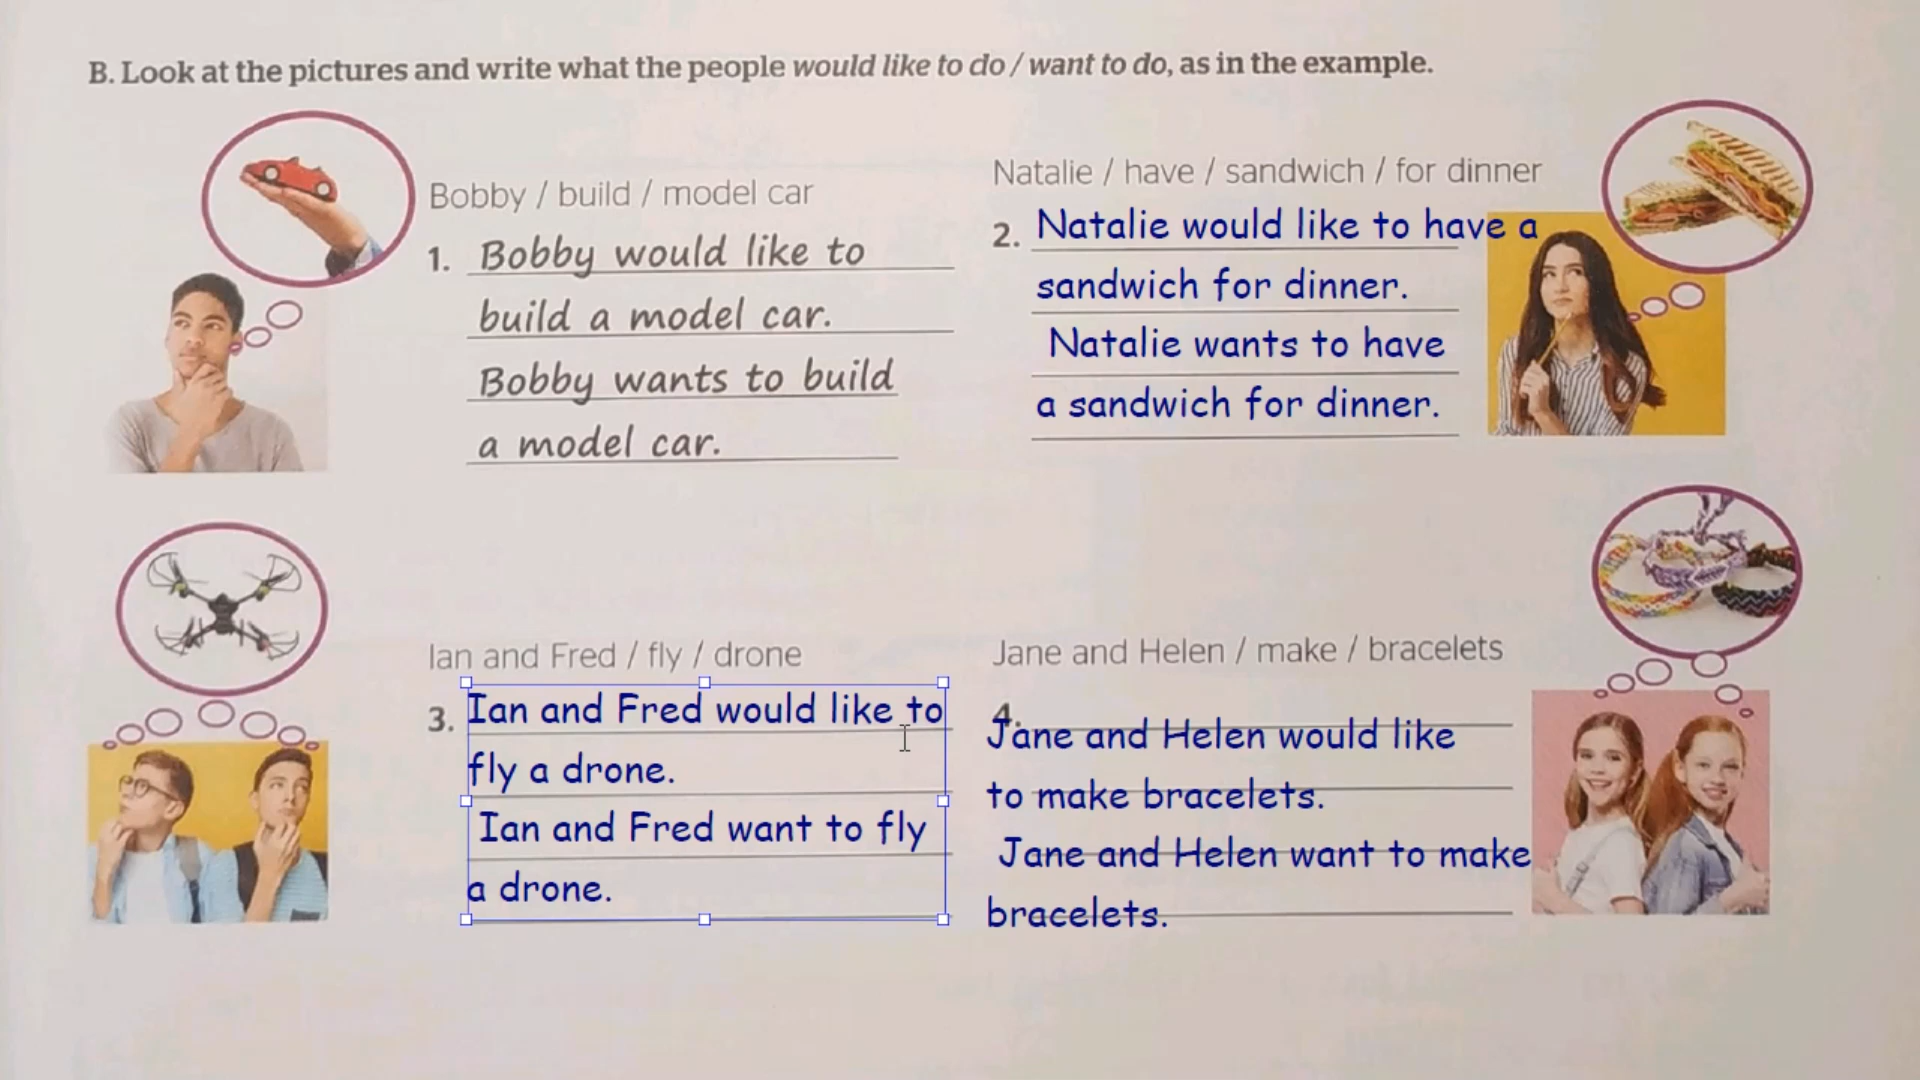 B. Look at the pictures and write what the people would like to do / want to do, as in the example.
Bobby / build / model car
1. Bobby would like to
build a model car.
Bobby wants to build
a model car.
Natalie / have / sandwich / for dinner
2. Natalie would like to have a
sandwich for dinner.
Natalie wants to have
a sandwich for dinner.
Ian and Fred / fly / drone
3. Ian and Fred would like to
fly a drone.
Ian and Fred want to fly
a drone.
Jane and Helen / make / bracelets
4. Jane and Helen would like
to make bracelets.
Jane and Helen want to make
bracelets.